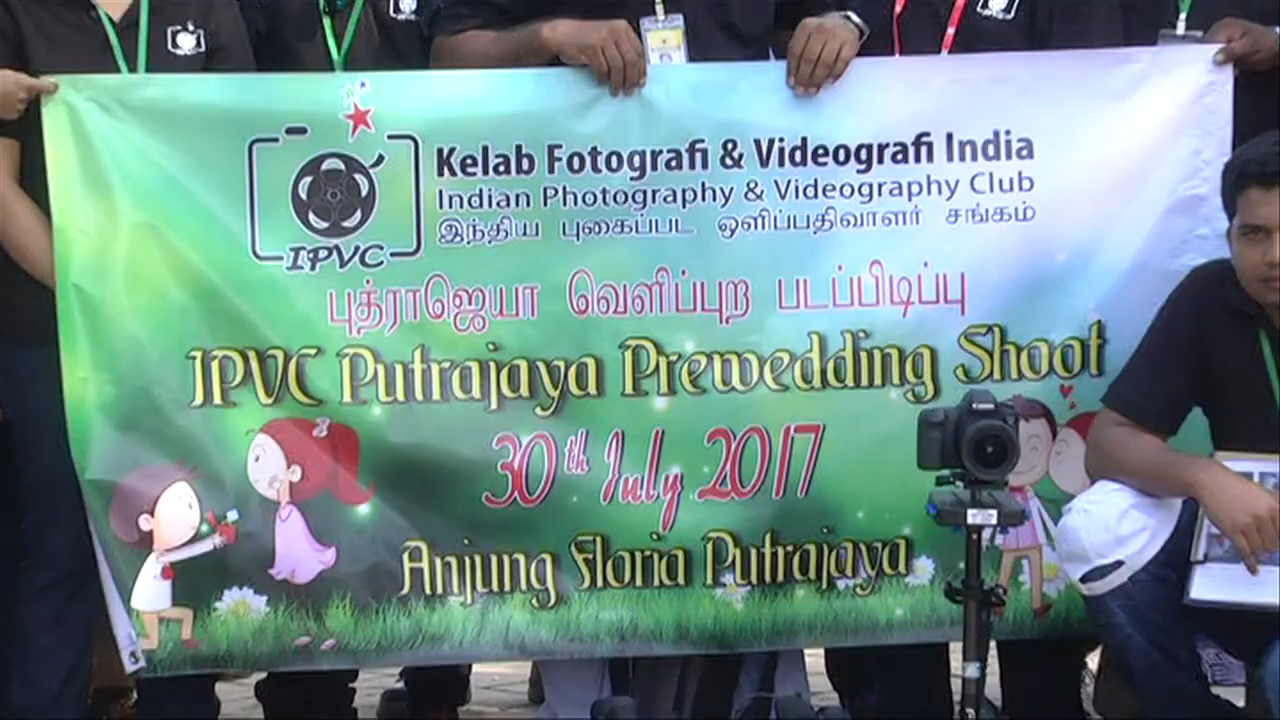 Kelab Fotografi & Videografi India
Indian Photography & Videography Club
இந்திய புகைப்பட ஒளிப்பதிவாளர் சங்கம்
IPVC
புத்ராஜெயா வெளிப்புற படப்பிடிப்பு
IPVC Putrajaya Prewedding Shoot
30th July 2017
Anjung Floria Putrajaya